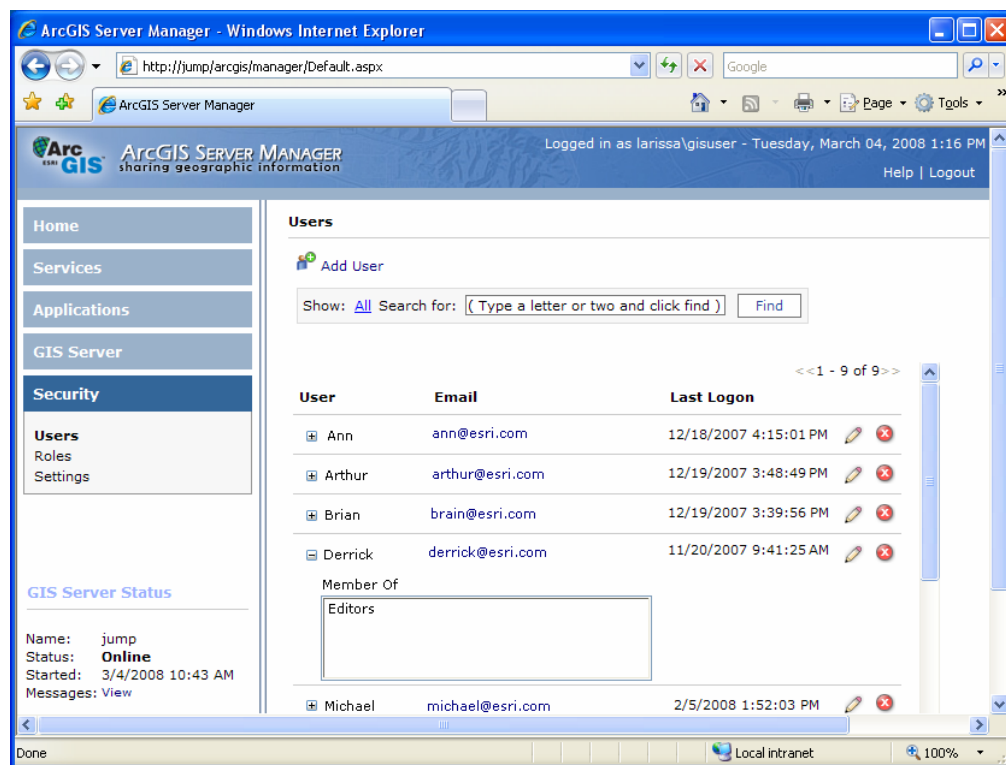 ArcGIS Server Manager - Windows Internet Explorer
http://jump/arcgis/manager/Default.aspx
Google
ArcGIS Server Manager
Page
Tools
»
Arc
ESRI GIS
ArcGIS Server Manager
sharing geographic information
Logged in as larissa\gisuser - Tuesday, March 04, 2008 1:16 PM
Help | Logout
Home
Services
Applications
GIS Server
Security
Users
Roles
Settings
GIS Server Status
Name: jump
Status: Online
Started: 3/4/2008 10:43 AM
Messages: View
Users
Add User
Show: All Search for: ( Type a letter or two and click find ) Find
<<1 - 9 of 9>>
User Email Last Logon
Ann ann@esri.com 12/18/2007 4:15:01 PM
Arthur arthur@esri.com 12/19/2007 3:48:49 PM
Brian brain@esri.com 12/19/2007 3:39:56 PM
Derrick derrick@esri.com 11/20/2007 9:41:25 AM
Member Of
Editors
Michael michael@esri.com 2/5/2008 1:52:03 PM
Done
Local intranet
100%